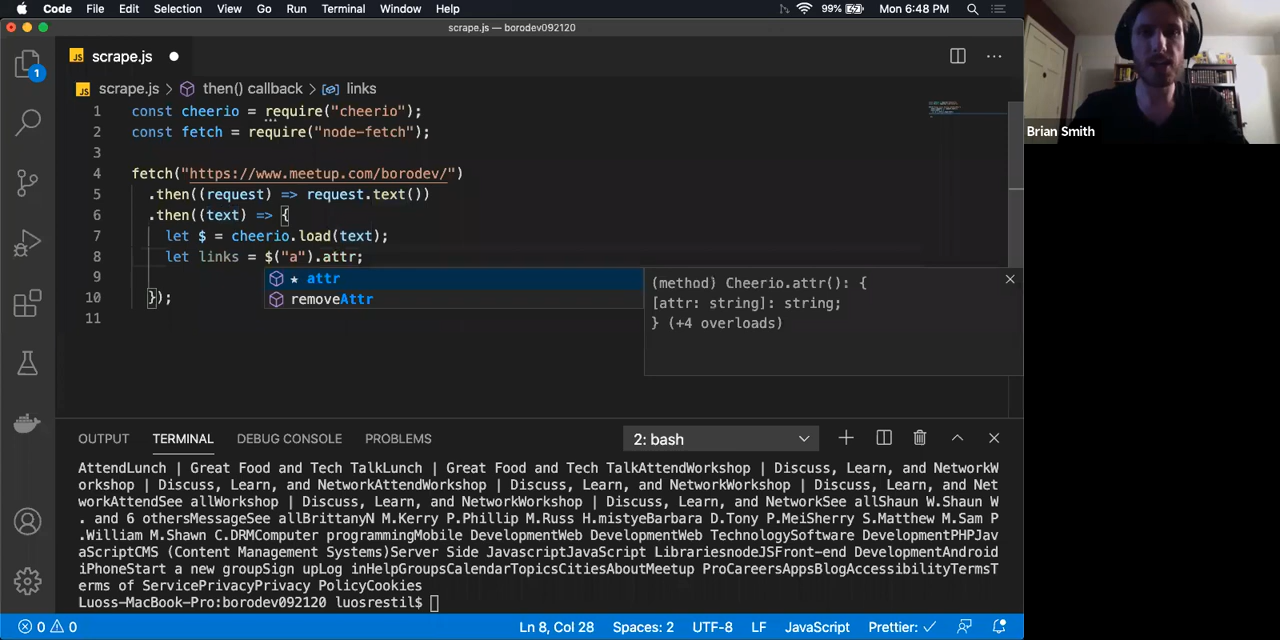 Code File Edit Selection View Go Run Terminal Window Help 99% Mon 6:48 PM
scrape.js — borodev092120
JS scrape.js
1
JS scrape.js > then() callback > links
1 const cheerio = require("cheerio");
2 const fetch = require("node-fetch");
3
4 fetch("https://www.meetup.com/borodev/")
5 .then((request) => request.text())
6 .then((text) => {
7 let $ = cheerio.load(text);
8 let links = $("a").attr;
9
10 });
11
★ attr
removeAttr
(method) Cheerio.attr(): {
[attr: string]: string;
} (+4 overloads)
Brian Smith
OUTPUT TERMINAL DEBUG CONSOLE PROBLEMS 2: bash
AttendLunch | Great Food and Tech TalkLunch | Great Food and Tech TalkAttendWorkshop | Discuss, Learn, and NetworkW
orkshop | Discuss, Learn, and NetworkAttendWorkshop | Discuss, Learn, and NetworkWorkshop | Discuss, Learn, and Net
workAttendSee allWorkshop | Discuss, Learn, and NetworkWorkshop | Discuss, Learn, and NetworkSee allShaun W.Shaun W
. and 6 othersMessageSee allBrittanyN M.Kerry P.Phillip M.Russ H.mistyeBarbara D.Tony P.MeiSherry S.Matthew M.Sam P
.William M.Shawn C.DRMComputer programmingMobile DevelopmentWeb DevelopmentWeb TechnologySoftware DevelopmentPHPJav
aScriptCMS (Content Management Systems)Server Side JavascriptJavaScript LibrariesnodeJSFront-end DevelopmentAndroid
iPhoneStart a new groupSign upLog inHelpGroupsCalendarTopicsCitiesAboutMeetup ProCareersAppsBlogAccessibilityTermsT
erms of ServicePrivacyPrivacy PolicyCookies
Luoss-MacBook-Pro:borodev092120 luosrestil$
0 0 Ln 8, Col 28 Spaces: 2 UTF-8 LF JavaScript Prettier: ✓